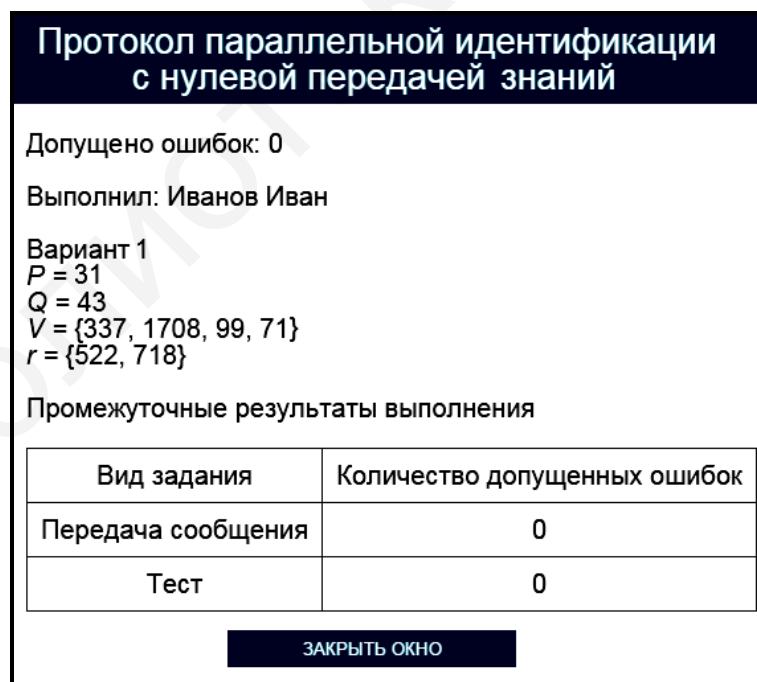 Протокол параллельной идентификации
с нулевой передачей знаний
Допущено ошибок: 0
Выполнил: Иванов Иван
Вариант 1
P = 31
Q = 43
V = {337, 1708, 99, 71}
r = {522, 718}
Промежуточные результаты выполнения
Вид задания Количество допущенных ошибок
Передача сообщения 0
Тест 0
ЗАКРЫТЬ ОКНО